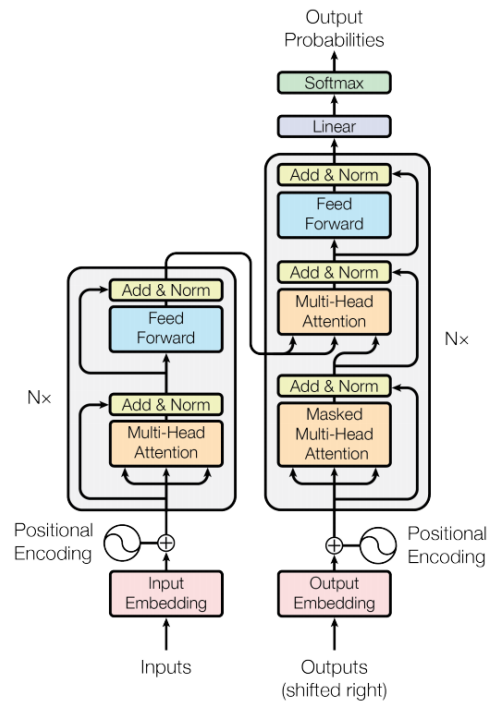 Output
Probabilities
Softmax
Linear
Add & Norm
Feed
Forward
Add & Norm
Multi-Head
Attention
Add & Norm
Masked
Multi-Head
Attention
N×
Positional
Encoding
Output
Embedding
Outputs
(shifted right)
Add & Norm
Feed
Forward
Add & Norm
Multi-Head
Attention
N×
Positional
Encoding
Input
Embedding
Inputs